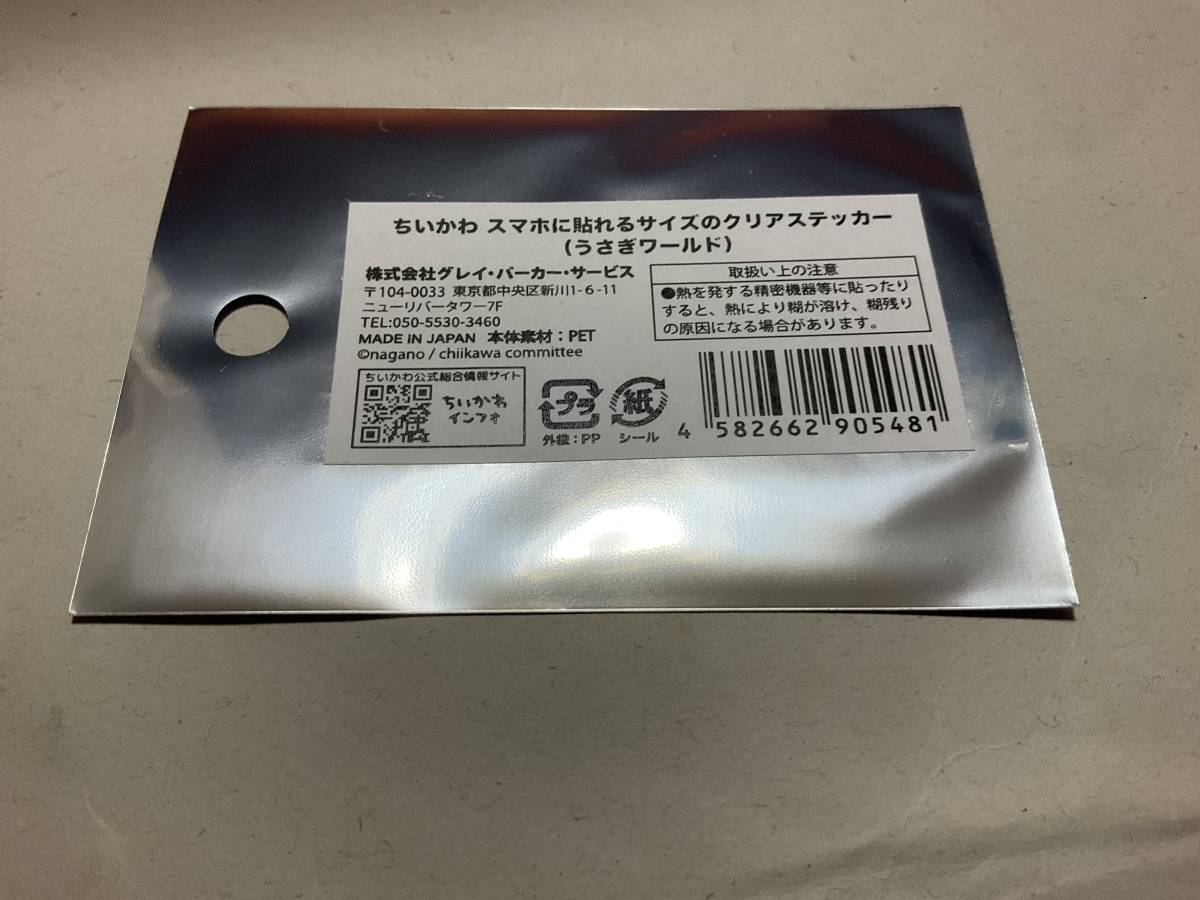 ちいかわ スマホに貼れるサイズのクリアステッカー
(うさぎワールド)
株式会社グレイ・パーカー・サービス
〒104-0033 東京都中央区新川1-6-11
ニューリバータワー7F
TEL:050-5530-3460
MADE IN JAPAN 本体素材:PET
©nagano / chiikawa committee
取扱い上の注意
●熱を発する精密機器等に貼ったり
すると、熱により糊が溶け、糊残り
の原因になる場合があります。
ちいかわ公式総合情報サイト
ちいかわ
インフォ
プラ
外袋:PP
紙
シール
4 582662 905481